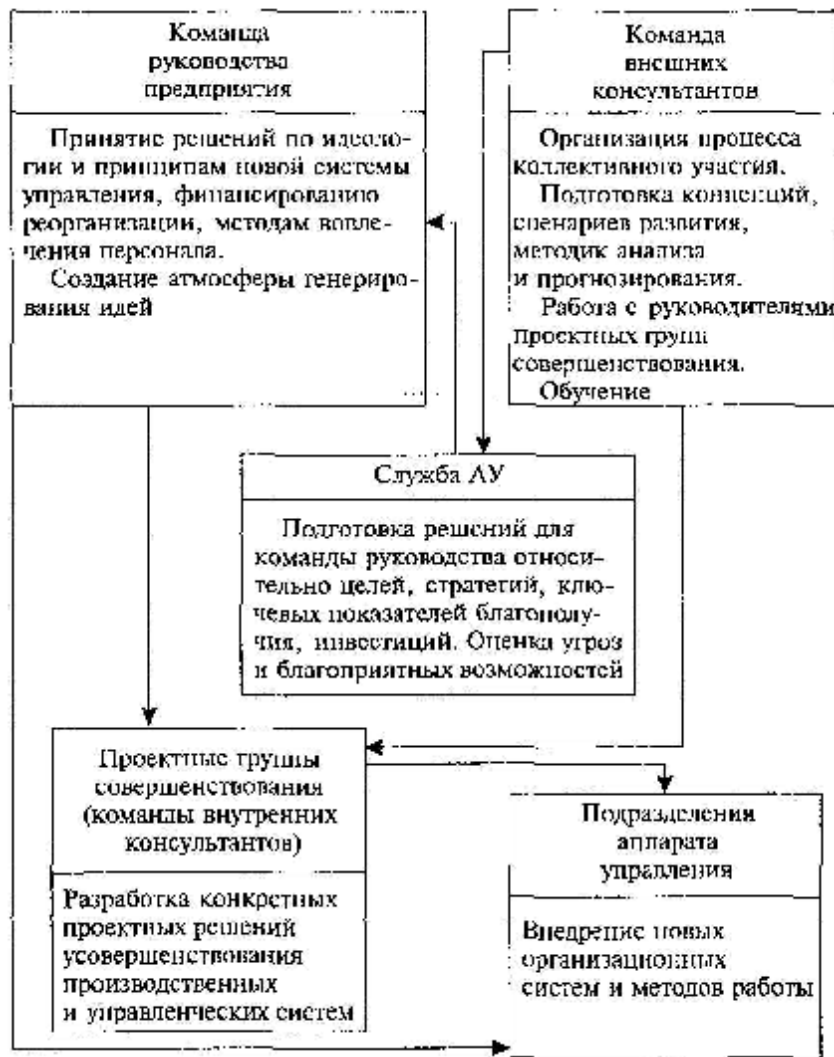 Команда
руководства
предприятия
Принятие решений по идеоло-
гии и принципам новой системы
управления, финансированию
реорганизации, методам вовле-
чения персонала.
Создание атмосферы генериро-
вания идей
Команда
внешних
консультантов
Организация процесса
коллективного участия.
Подготовка концепций,
сценариев развития,
методик анализа
и прогнозирования.
Работа с руководителями
проектных групп
совершенствования.
Обучение
Служба АУ
Подготовка решений для
команды руководства относи-
тельно целей, стратегий, клю-
чевых показателей благополу-
чия, инвестиций. Оценка угроз
и благоприятных возможностей
Проектные группы
совершенствования
(команды внутренних
консультантов)
Разработка конкретных
проектных решений
усовершенствования
производственных
и управленческих систем
Подразделения
аппарата
управления
Внедрение новых
организационных
систем и методов работы